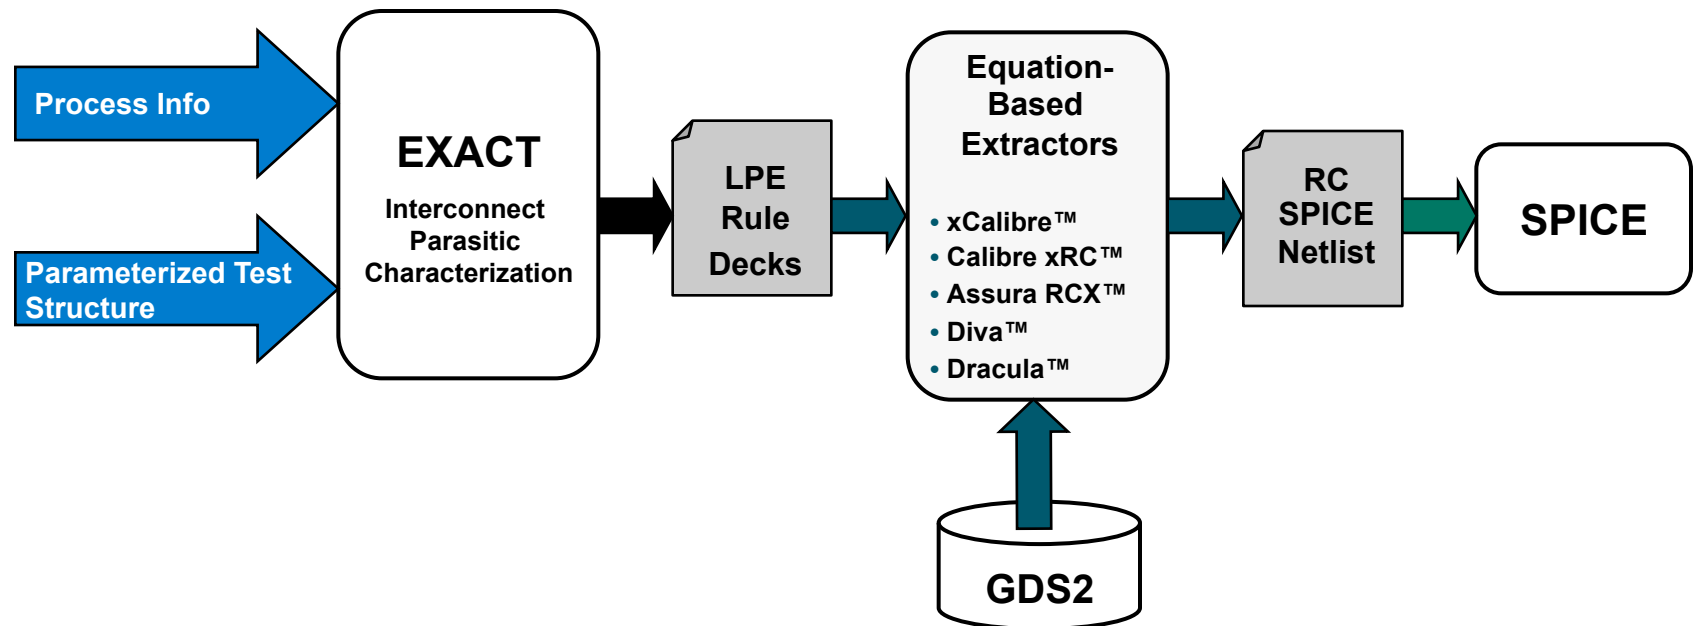 Process Info
Parameterized Test
Structure
EXACT
Interconnect
Parasitic
Characterization
LPE
Rule
Decks
Equation-
Based
Extractors
• xCalibre™
• Calibre xRC™
• Assura RCX™
• Diva™
• Dracula™
GDS2
RC
SPICE
Netlist
SPICE